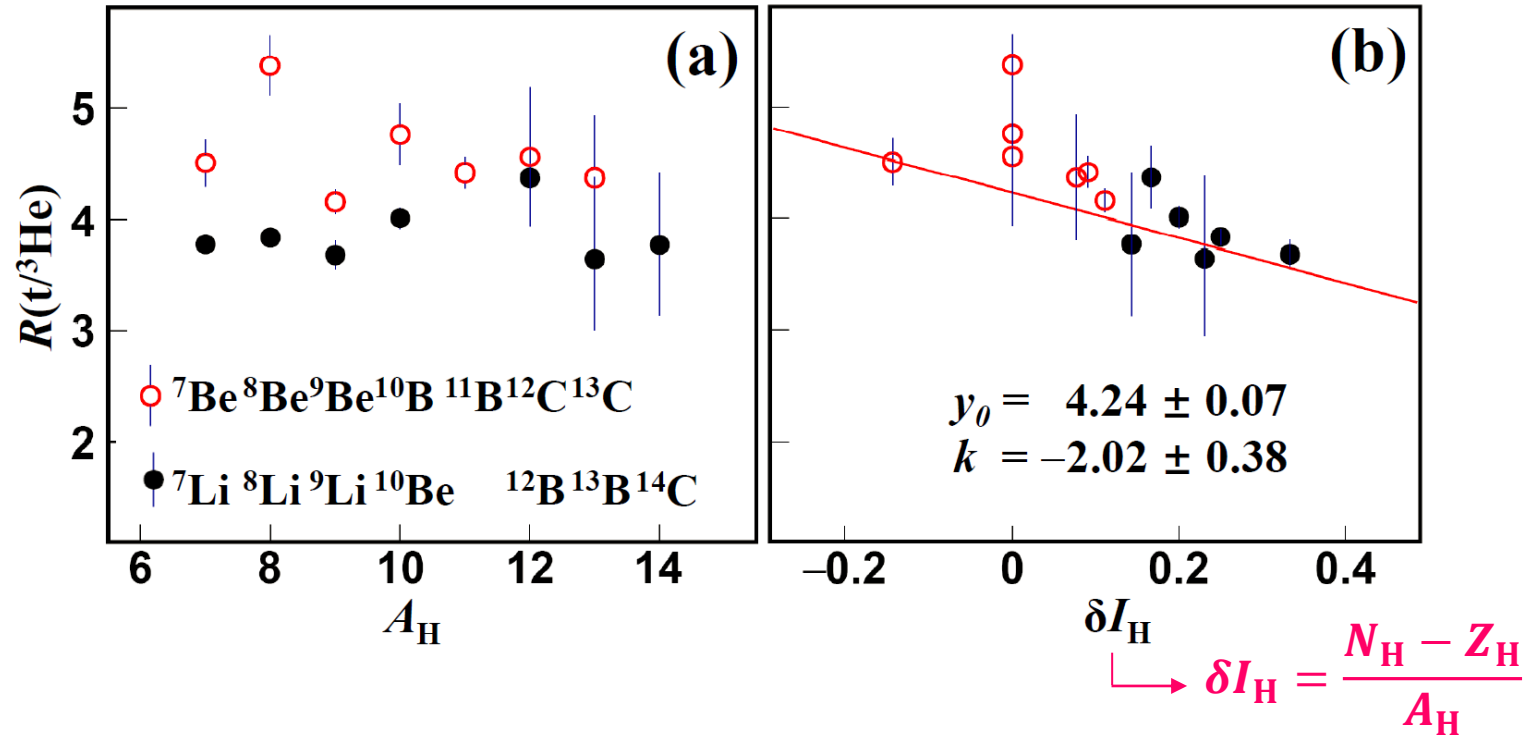 (a)
R(t/³He)
5
4
3
2
⁷Be ⁸Be ⁹Be ¹⁰B ¹¹B ¹²C ¹³C
⁷Li ⁸Li ⁹Li ¹⁰Be ¹²B ¹³B ¹⁴C
6 8 10 12 14
A_H
(b)
y₀ = 4.24 ± 0.07
k = −2.02 ± 0.38
−0.2 0 0.2 0.4
δI_H
δI_H = (N_H − Z_H) / A_H